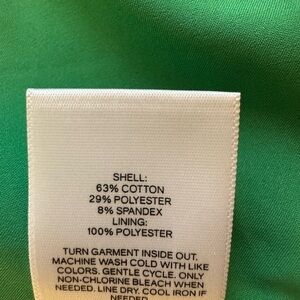 SHELL:
63% COTTON
29% POLYESTER
8% SPANDEX
LINING:
100% POLYESTER
TURN GARMENT INSIDE OUT.
MACHINE WASH COLD WITH LIKE
COLORS. GENTLE CYCLE. ONLY
NON-CHLORINE BLEACH WHEN
NEEDED. LINE DRY. COOL IRON IF
NEEDED